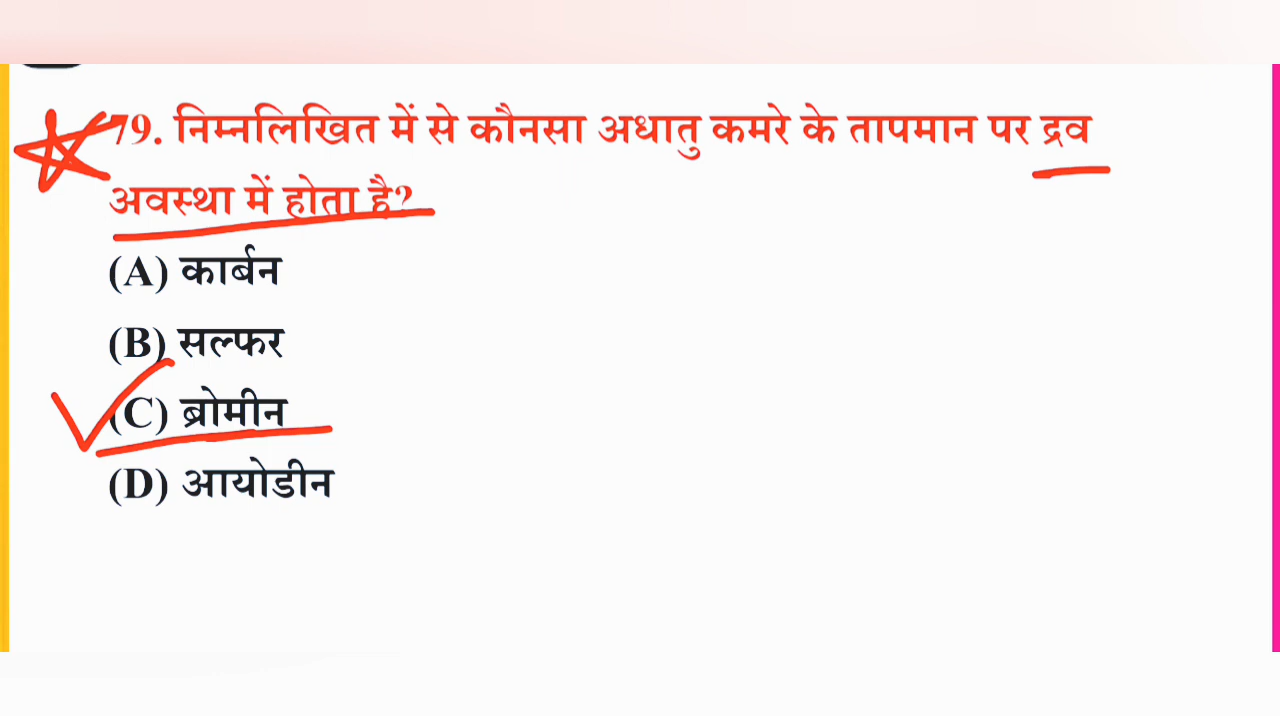 79. निम्नलिखित में से कौनसा अधातु कमरे के तापमान पर द्रव
अवस्था में होता है?
(A) कार्बन
(B) सल्फर
(C) ब्रोमीन
(D) आयोडीन